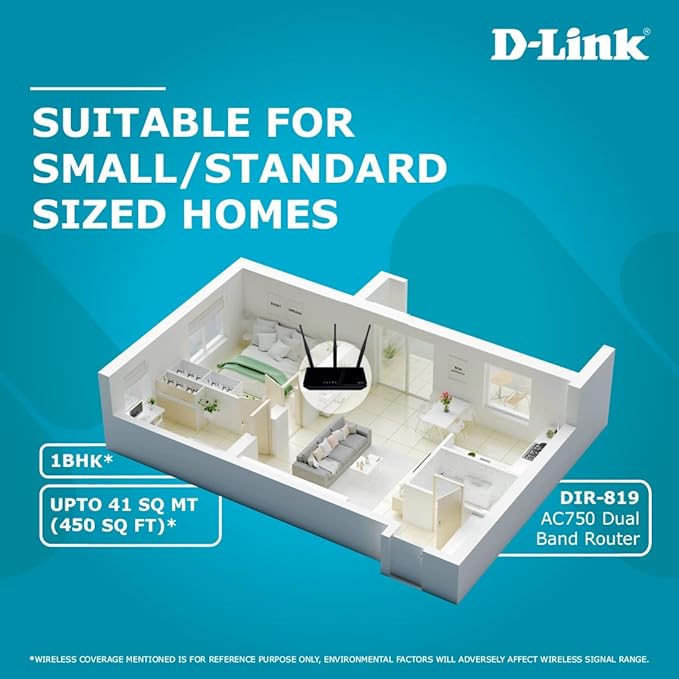 D-Link
SUITABLE FOR
SMALL/STANDARD
SIZED HOMES
1BHK*
UPTO 41 SQ MT
(450 SQ FT)*
DIR-819
AC750 Dual
Band Router
*WIRELESS COVERAGE MENTIONED IS FOR REFERENCE PURPOSE ONLY, ENVIRONMENTAL FACTORS WILL ADVERSELY AFFECT WIRELESS SIGNAL RANGE.